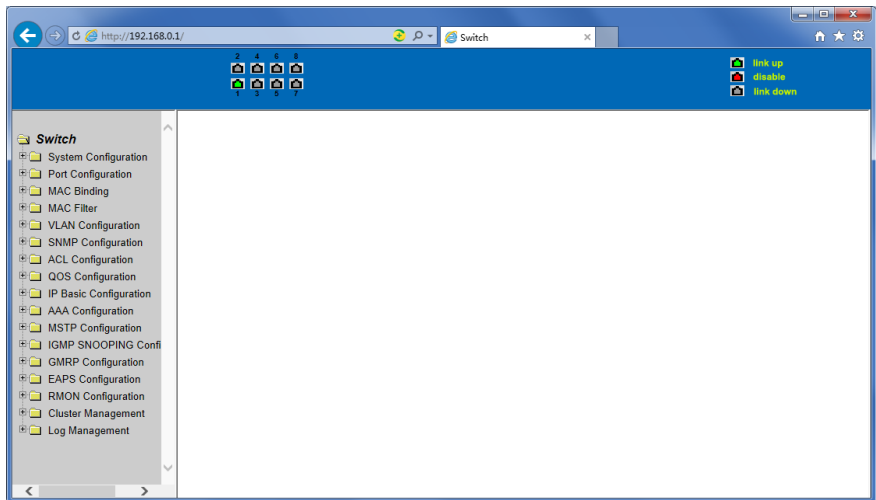 http://192.168.0.1/
Switch
2 4 6 8
1 3 5 7
link up
disable
link down
Switch
System Configuration
Port Configuration
MAC Binding
MAC Filter
VLAN Configuration
SNMP Configuration
ACL Configuration
QOS Configuration
IP Basic Configuration
AAA Configuration
MSTP Configuration
IGMP SNOOPING Confi
GMRP Configuration
EAPS Configuration
RMON Configuration
Cluster Management
Log Management